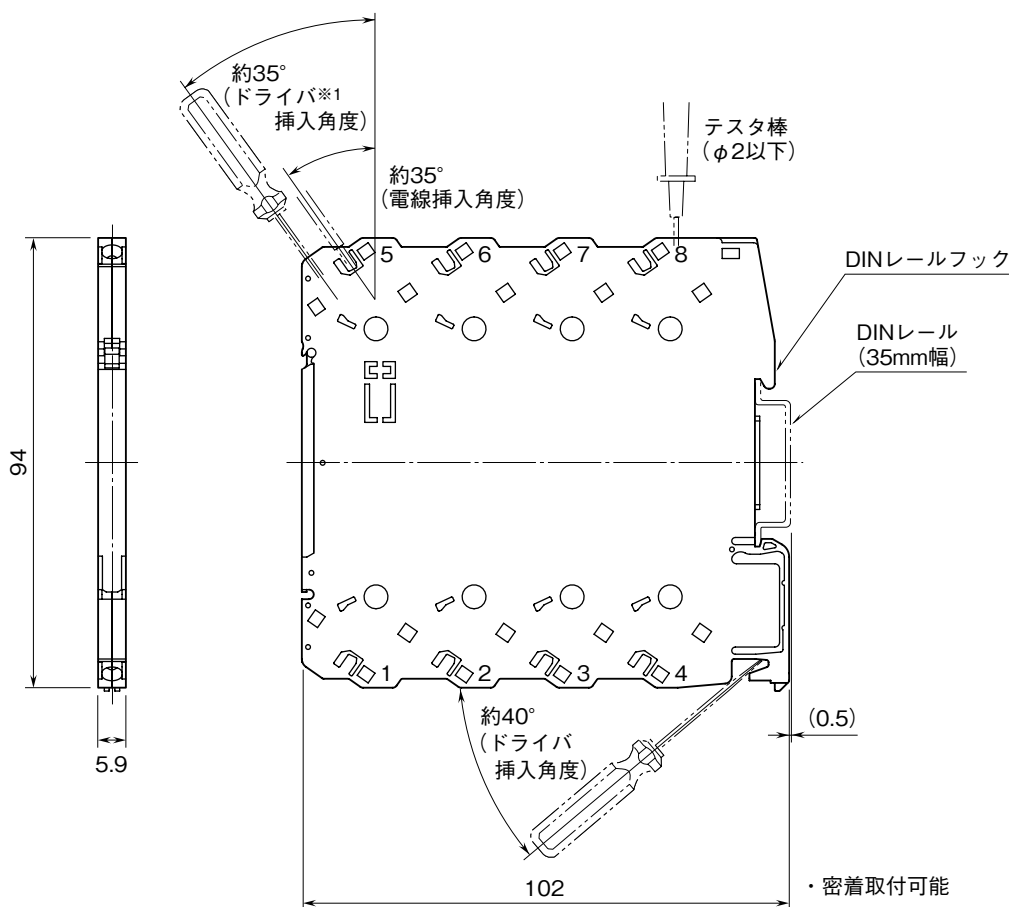 約35°
（ドライバ※1
挿入角度）
約35°
（電線挿入角度）
テスタ棒
（φ2以下）
5
6
7
8
DINレールフック
DINレール
（35mm幅）
94
1
2
3
4
約40°
（ドライバ
挿入角度）
（0.5）
5.9
102
・密着取付可能